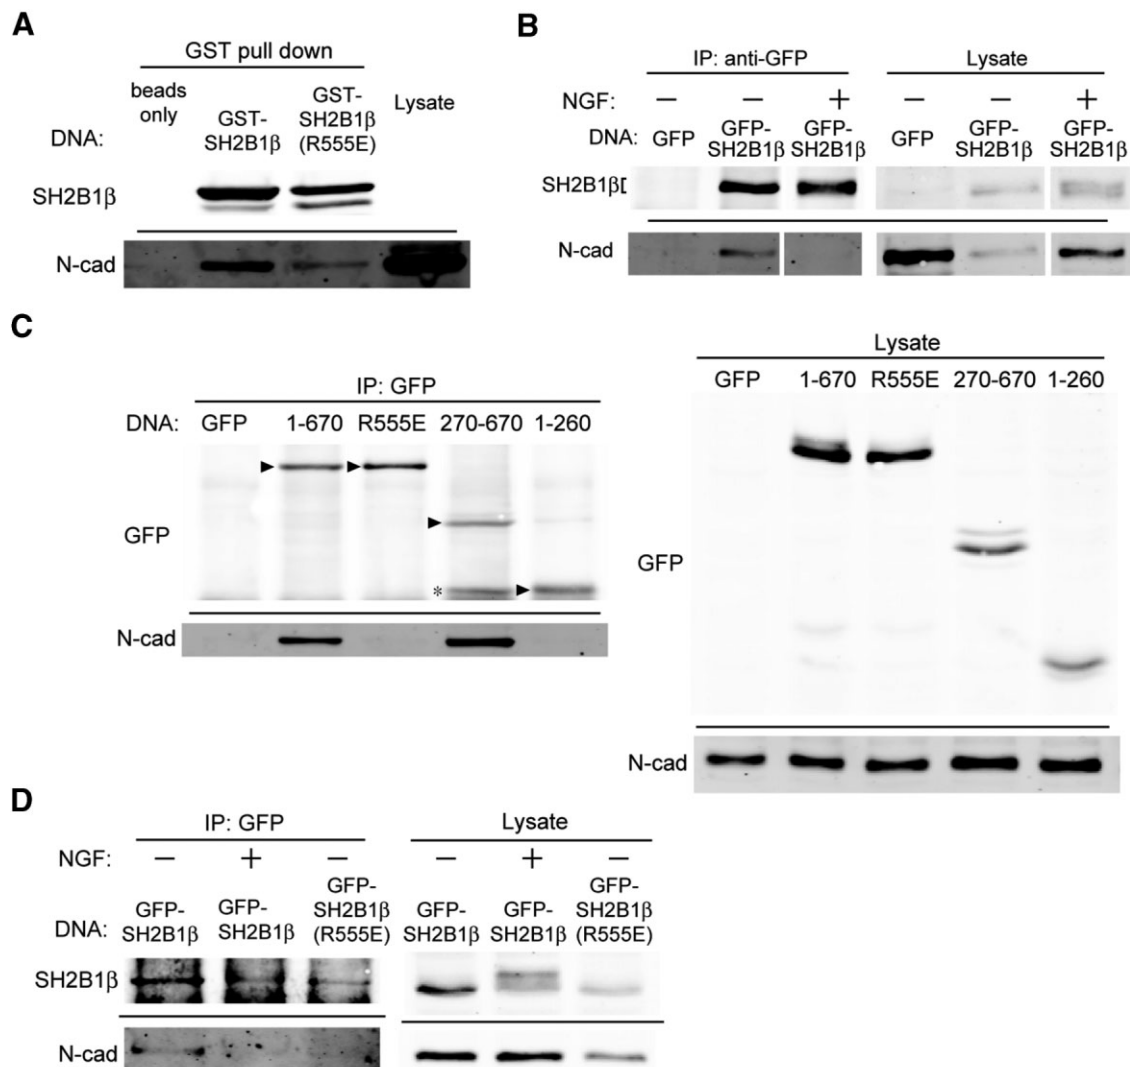 A
GST pull down
beads only
GST-SH2B1β
GST-SH2B1β (R555E)
Lysate
DNA:
SH2B1β
N-cad
B
IP: anti-GFP
Lysate
NGF: − − + − − +
DNA: GFP GFP-SH2B1β GFP-SH2B1β GFP GFP-SH2B1β GFP-SH2B1β
SH2B1β[
N-cad
C
IP: GFP
DNA: GFP 1-670 R555E 270-670 1-260
GFP
*
N-cad
Lysate
GFP 1-670 R555E 270-670 1-260
GFP
N-cad
D
IP: GFP
Lysate
NGF: − + − − + −
DNA: GFP-SH2B1β GFP-SH2B1β GFP-SH2B1β (R555E) GFP-SH2B1β GFP-SH2B1β GFP-SH2B1β (R555E)
SH2B1β
N-cad